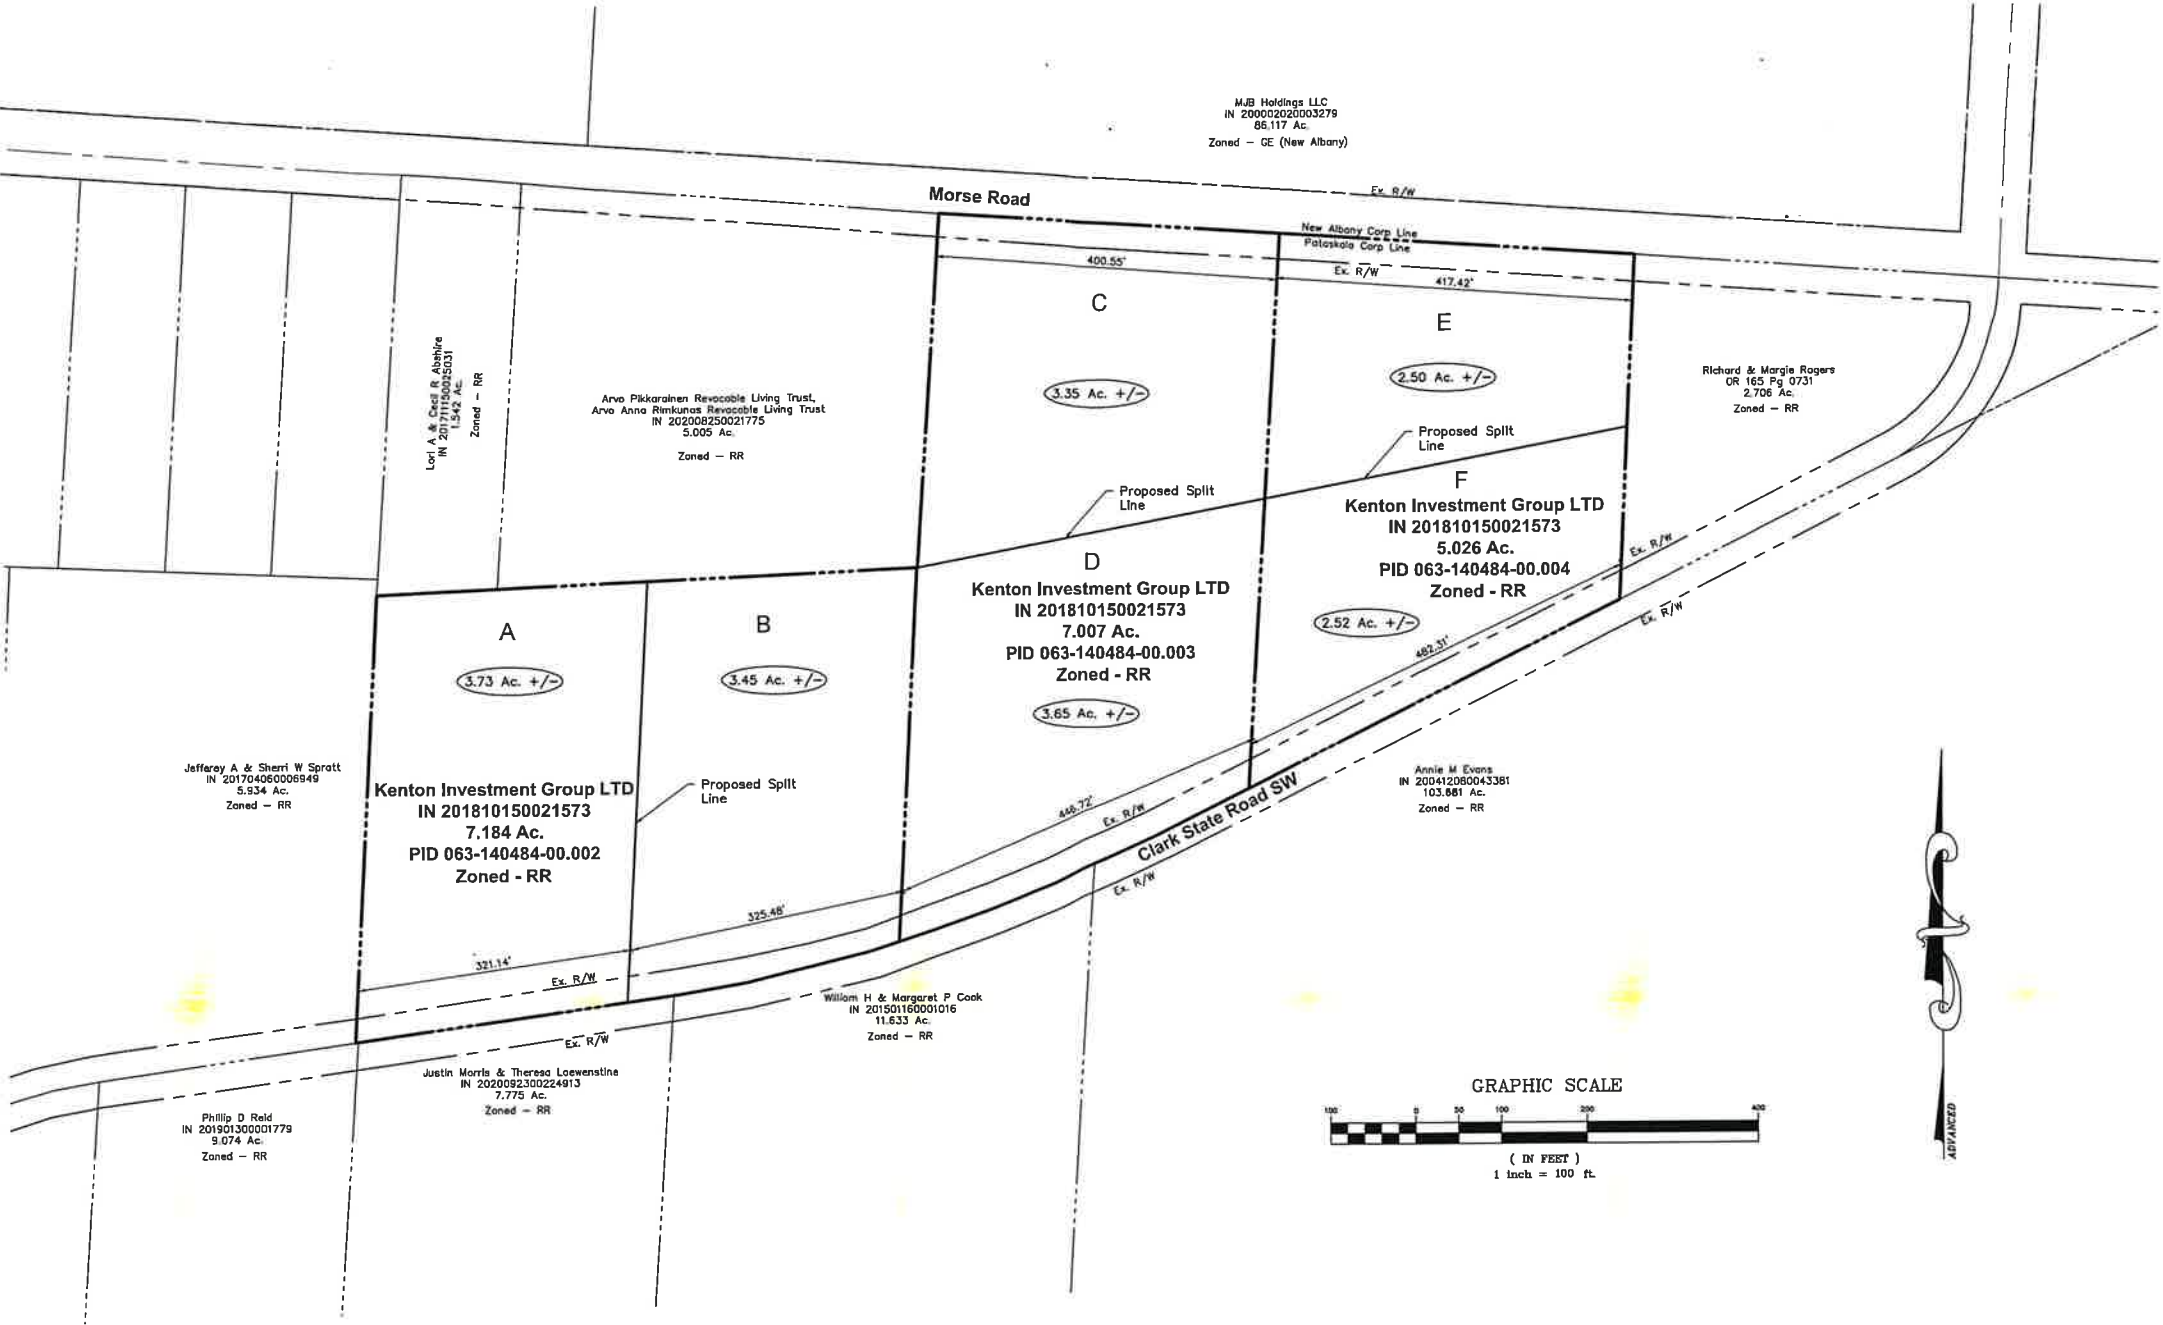 MJB Holdings LLC
IN 200002020003279
86.117 Ac.
Zoned - GE (New Albany)
Ex. R/W
Morse Road
New Albany Corp Line
Pataskala Corp Line
400.55'
Ex. R/W
417.42'
C
E
3.35 Ac. +/-
2.50 Ac. +/-
Lori A & Cecil R Abshire
IN 201711150025031
1.542 Ac.
Zoned - RR
Arvo Pikkarainen Revocable Living Trust,
Arvo Anna Rimkunas Revocable Living Trust
IN 202008250021775
5.005 Ac.
Zoned - RR
Richard & Margie Rogers
OR 165 Pg 0731
2.706 Ac.
Zoned - RR
Proposed Split
Line
Proposed Split
Line
F
Kenton Investment Group LTD
IN 201810150021573
5.026 Ac.
PID 063-140484-00.004
Zoned - RR
2.52 Ac. +/-
Ex. R/W
Ex. R/W
482.31'
D
Kenton Investment Group LTD
IN 201810150021573
7.007 Ac.
PID 063-140484-00.003
Zoned - RR
3.65 Ac. +/-
A
B
3.73 Ac. +/-
3.45 Ac. +/-
Jefferey A & Sherri W Spratt
IN 201704060006949
5.934 Ac.
Zoned - RR
Kenton Investment Group LTD
IN 201810150021573
7.184 Ac.
PID 063-140484-00.002
Zoned - RR
Proposed Split
Line
Annie M Evans
IN 200412080043381
103.681 Ac.
Zoned - RR
446.72'
Ex. R/W
Clark State Road SW
Ex. R/W
325.48'
321.14'
Ex. R/W
Ex. R/W
William H & Margaret P Cook
IN 201501160001016
11.633 Ac.
Zoned - RR
Justin Morris & Theresa Loewenstine
IN 2020092300224913
7.775 Ac.
Zoned - RR
Phillip D Reid
IN 201901300001779
9.074 Ac.
Zoned - RR
GRAPHIC SCALE
100 0 50 100 200 400
( IN FEET )
1 inch = 100 ft.
ADVANCED